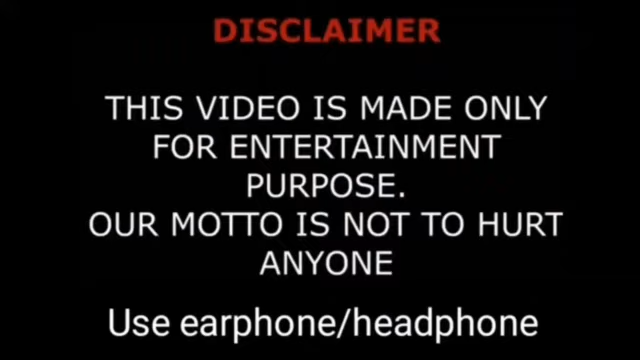 DISCLAIMER
THIS VIDEO IS MADE ONLY
FOR ENTERTAINMENT
PURPOSE.
OUR MOTTO IS NOT TO HURT
ANYONE
Use earphone/headphone